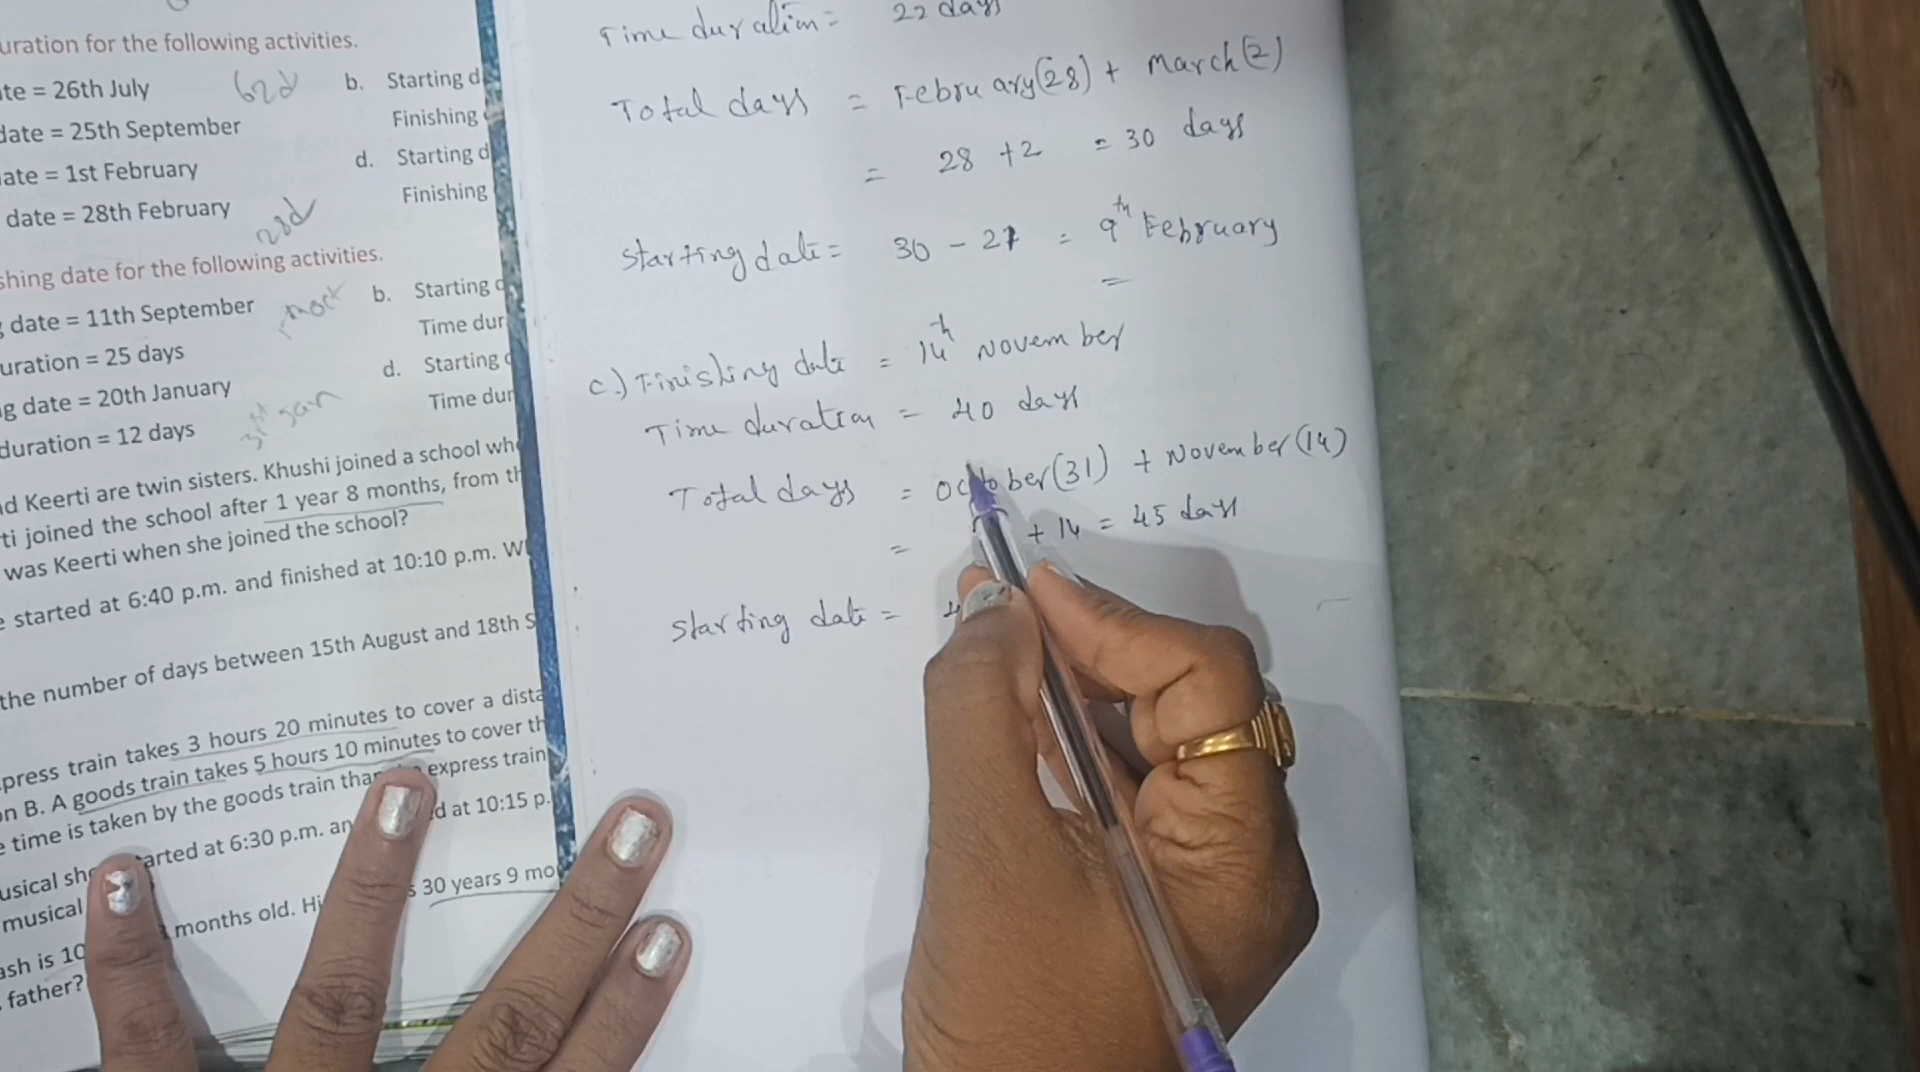 uration for the following activities.
te = 26th July
62d
b. Starting d
date = 25th September
Finishing
ate = 1st February
d. Starting d
date = 28th February
28d
Finishing
shing date for the following activities.
date = 11th September
b. Starting
uration = 25 days
Time dur
g date = 20th January
d. Starting
duration = 12 days
31st Jan
Time dur
d Keerti are twin sisters. Khushi joined a school wh
ti joined the school after 1 year 8 months, from th
was Keerti when she joined the school?
e started at 6:40 p.m. and finished at 10:10 p.m. W
the number of days between 15th August and 18th S
press train takes 3 hours 20 minutes to cover a dista
on B. A goods train takes 5 hours 10 minutes to cover th
e time is taken by the goods train than express train
usical sh arted at 6:30 p.m. an d at 10:15 p.
musical
ash is 10 months old. Hi s 30 years 9 mo
father?
Time duration = 22 days
Total days = February(28) + March(2)
= 28 + 2 = 30 days
Starting date = 30 - 21 = 9th February
=
c.) Finishing date = 14th November
Time duration = 40 days
Total days = October(31) + November(14)
= + 14 = 45 days
Starting date = 4